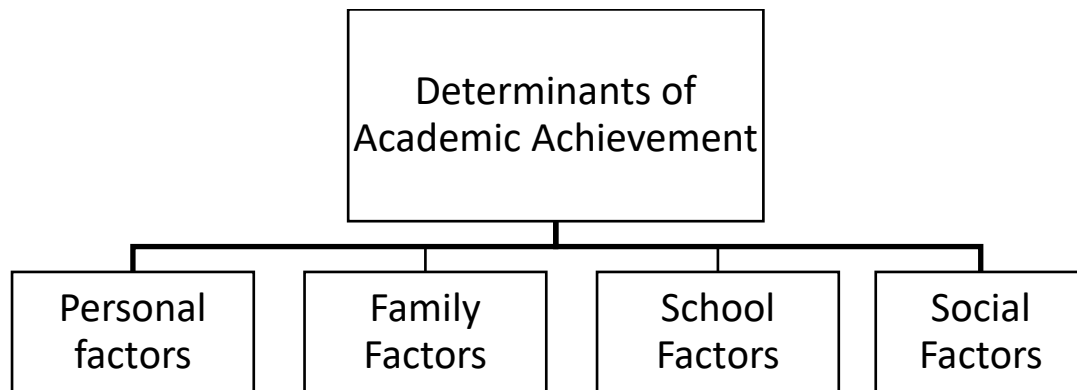 Determinants of
Academic Achievement
Personal
factors
Family
Factors
School
Factors
Social
Factors